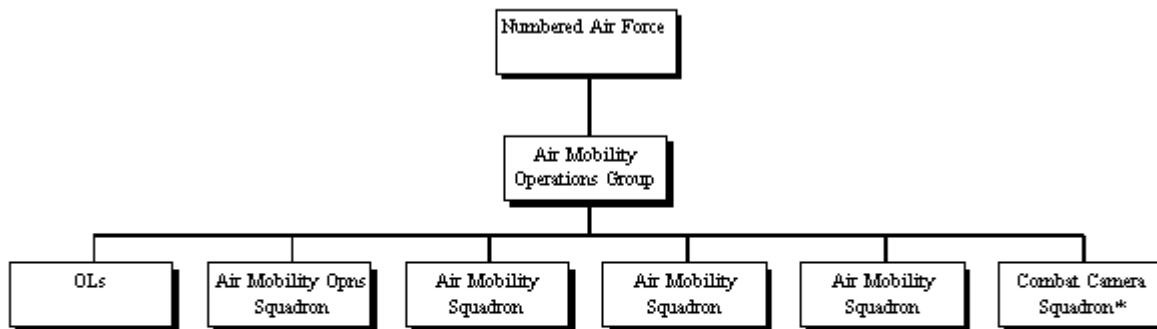 Numbered Air Force
Air Mobility
Operations Group
OLs
Air Mobility Opns
Squadron
Air Mobility
Squadron
Air Mobility
Squadron
Air Mobility
Squadron
Combat Camera
Squadron*